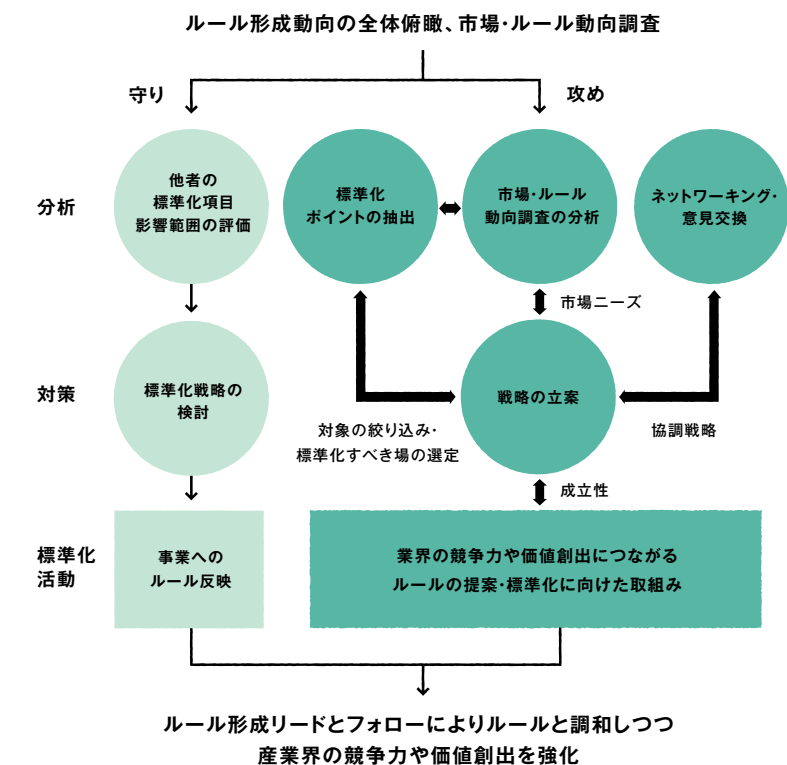 ルール形成動向の全体俯瞰、市場・ルール動向調査
守り
攻め
分析
他者の
標準化項目
影響範囲の評価
標準化
ポイントの抽出
市場・ルール
動向調査の分析
ネットワーキング・
意見交換
市場ニーズ
対策
標準化戦略の
検討
戦略の立案
対象の絞り込み・
標準化すべき場の選定
協調戦略
成立性
標準化
活動
事業への
ルール反映
業界の競争力や価値創出につながる
ルールの提案・標準化に向けた取組み
ルール形成リードとフォローによりルールと調和しつつ
産業界の競争力や価値創出を強化